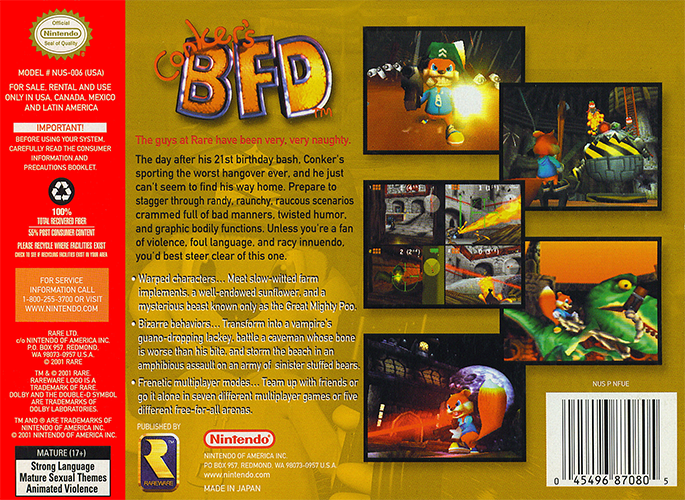 Official
Nintendo
Seal of Quality
MODEL # NUS-006 (USA)
FOR SALE, RENTAL AND USE
ONLY IN USA, CANADA, MEXICO
AND LATIN AMERICA
IMPORTANT!
BEFORE USING YOUR SYSTEM,
CAREFULLY READ THE CONSUMER
INFORMATION AND
PRECAUTIONS BOOKLET.
100%
TOTAL RECOVERED FIBER
55% POST CONSUMER CONTENT
PLEASE RECYCLE WHERE FACILITIES EXIST
CHECK TO SEE IF RECYCLING FACILITIES EXIST IN YOUR AREA
FOR SERVICE
INFORMATION CALL
1-800-255-3700 OR VISIT
WWW.NINTENDO.COM
RARE LTD.
c/o NINTENDO OF AMERICA INC.
P.O. BOX 957, REDMOND,
WA 98073-0957 U.S.A.
© 2001 RARE
TM & © 2001 RARE.
RAREWARE LOGO IS A
TRADEMARK OF RARE.
DOLBY AND THE DOUBLE-D SYMBOL
ARE TRADEMARKS OF
DOLBY LABORATORIES.
TM AND ® ARE TRADEMARKS OF
NINTENDO OF AMERICA INC.
© 2001 NINTENDO OF AMERICA INC.
MATURE (17+)
Strong Language
Mature Sexual Themes
Animated Violence
Conker's
BFD
TM
The guys at Rare have been very, very naughty.
The day after his 21st birthday bash, Conker's
sporting the worst hangover ever, and he just
can't seem to find his way home. Prepare to
stagger through randy, raunchy, raucous scenarios
crammed full of bad manners, twisted humor,
and graphic bodily functions. Unless you're a fan
of violence, foul language, and racy innuendo,
you'd best steer clear of this one.
• Warped characters... Meet slow-witted farm
implements, a well-endowed sunflower, and a
mysterious beast known only as the Great Mighty Poo.
• Bizarre behaviors... Transform into a vampire's
guano-dropping lackey, battle a caveman whose bone
is worse than his bite, and storm the beach in an
amphibious assault on an army of sinister stuffed bears.
• Frenetic multiplayer modes... Team up with friends or
go it alone in seven different multiplayer games or five
different free-for-all arenas.
PUBLISHED BY
R
RAREWARE
Nintendo
NINTENDO OF AMERICA INC.
P.O. BOX 957, REDMOND, WA 98073-0957 U.S.A.
www.nintendo.com
MADE IN JAPAN
NUS P NFUE
0 45496 87080 5